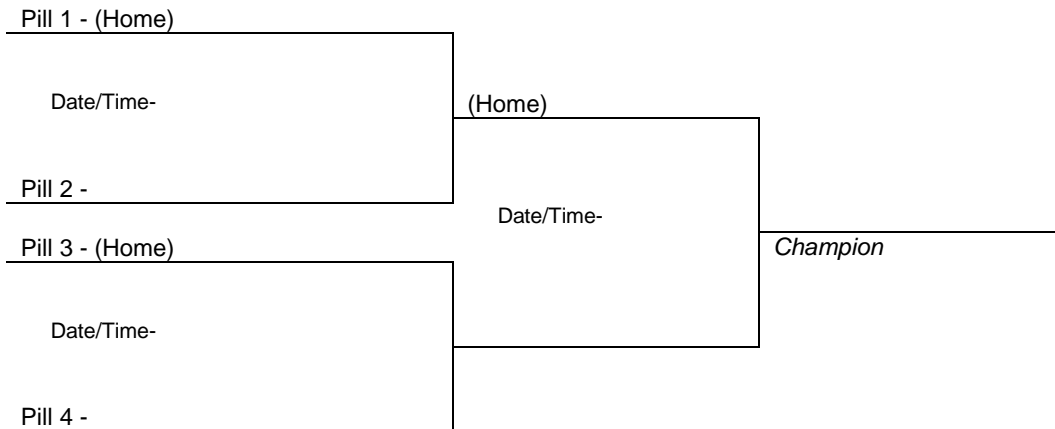 Pill 1 - (Home)
Date/Time-
(Home)
Pill 2 -
Date/Time-
Pill 3 - (Home)
Champion
Date/Time-
Pill 4 -